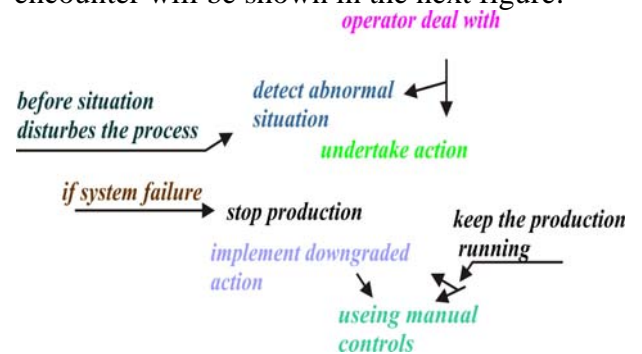 encounter will be shown in the next figure.
operator deal with
detect abnormal
situation
before situation
disturbes the process
undertake action
if system failure
stop production
keep the production
running
implement downgraded
action
useing manual
controls